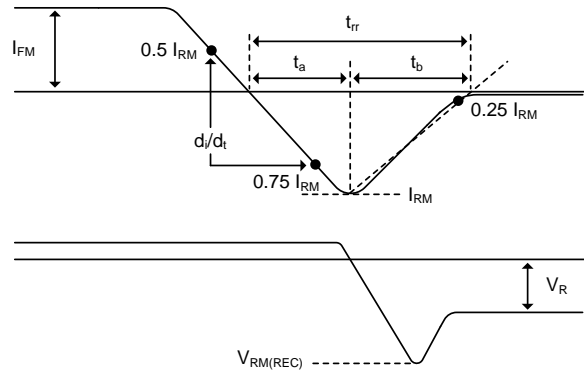 t_rr
I_FM
0.5 I_RM
t_a
t_b
0.25 I_RM
d_i/d_t
0.75 I_RM
I_RM
V_R
V_RM(REC)